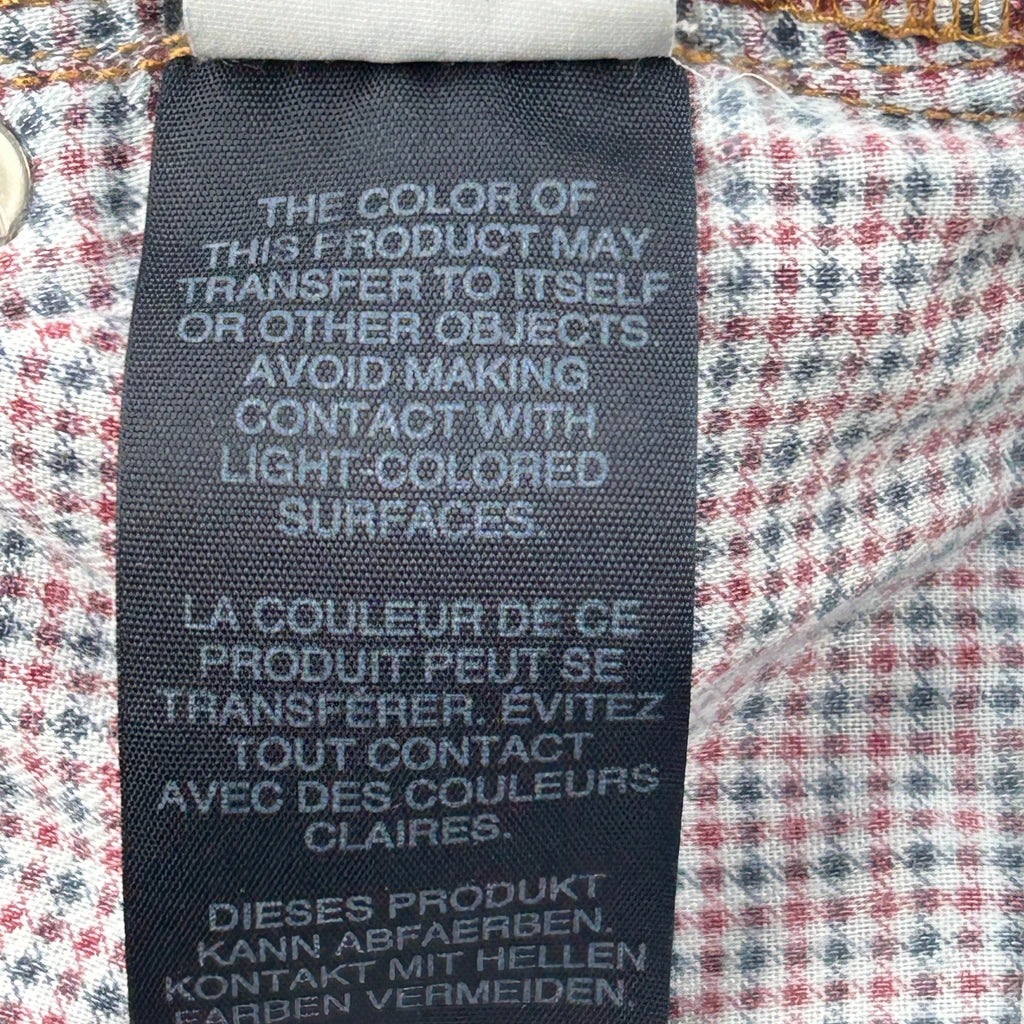 THE COLOR OF
THIS PRODUCT MAY
TRANSFER TO ITSELF
OR OTHER OBJECTS.
AVOID MAKING
CONTACT WITH
LIGHT-COLORED
SURFACES.
LA COULEUR DE CE
PRODUIT PEUT SE
TRANSFÉRER. ÉVITEZ
TOUT CONTACT
AVEC DES COULEURS
CLAIRES.
DIESES PRODUKT
KANN ABFAERBEN.
KONTAKT MIT HELLEN
FARBEN VERMEIDEN.